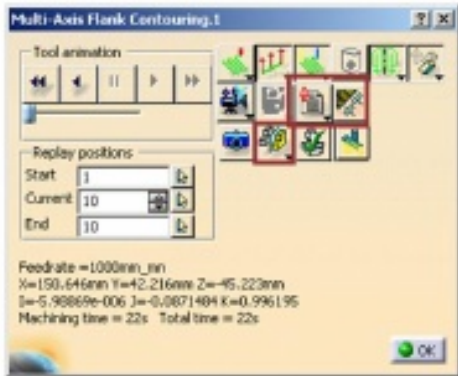 Multi-Axis Flank Contouring.1
Tool animation
Replay positions
Start 1
Current 10
End 10
Feedrate =1000mm_mn
X=150.646mm Y=42.216mm Z=-45.223mm
I=-5.98869e-006 J=-0.0871484 K=0.996195
Machining time = 22s Total time = 22s
OK